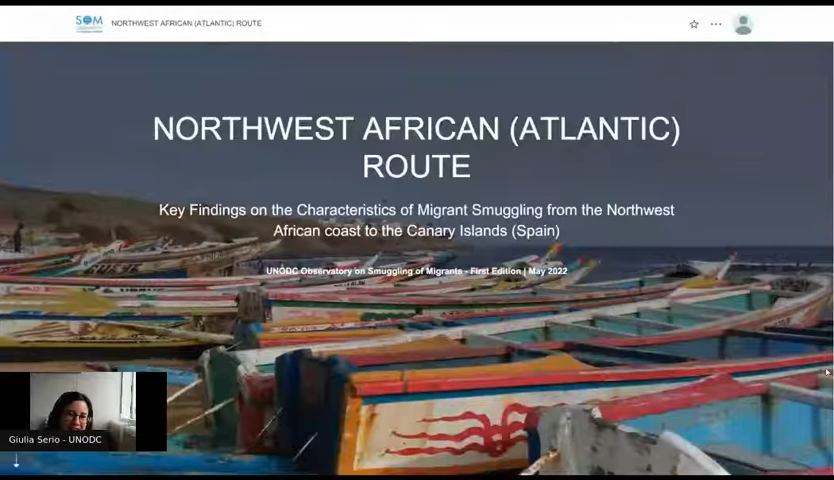 SOM
NORTHWEST AFRICAN (ATLANTIC) ROUTE
NORTHWEST AFRICAN (ATLANTIC)
ROUTE
Key Findings on the Characteristics of Migrant Smuggling from the Northwest
African coast to the Canary Islands (Spain)
UNODC Observatory on Smuggling of Migrants - First Edition | May 2022
Giulia Serio - UNODC